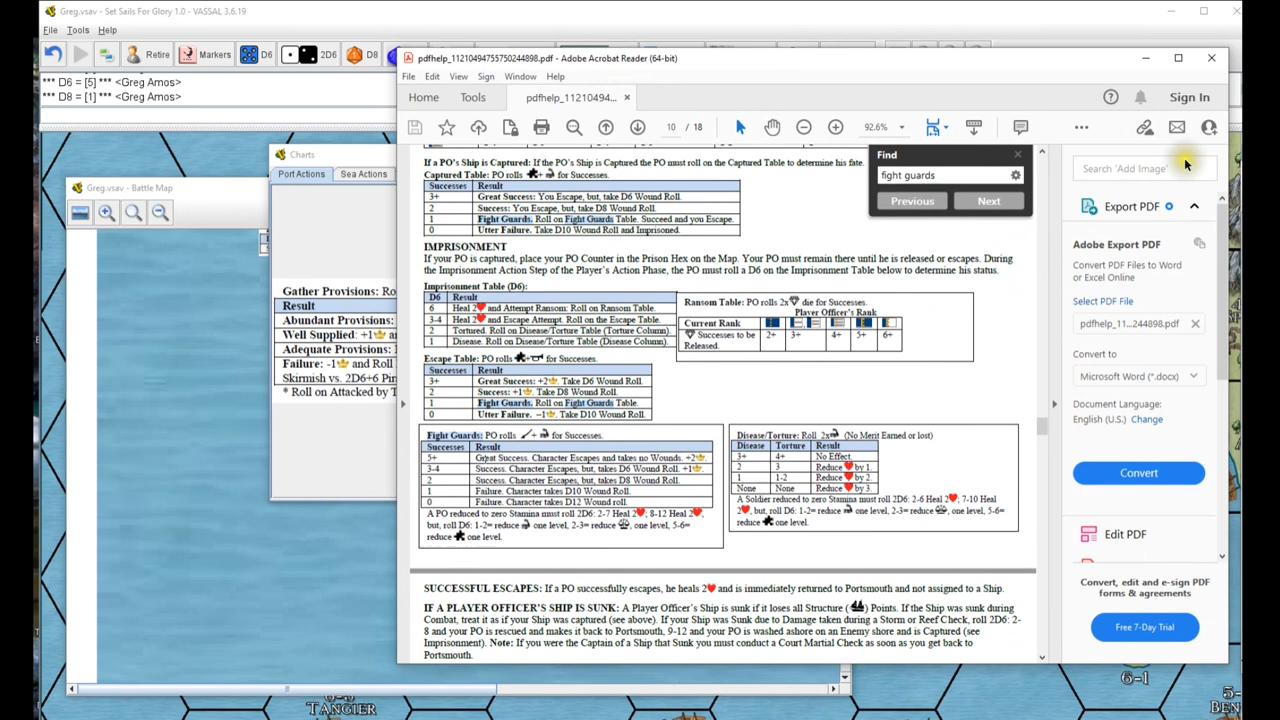 Greg.vsav - Set Sails For Glory 1.0 - VASSAL 3.6.19
File Tools Help
Retire Markers D6 2D6 D8
*** D6 = [5] *** <Greg Amos>
*** D8 = [1] *** <Greg Amos>
Greg.vsav - Battle Map
Charts
Port Actions Sea Actions
Gather Provisions: Ro
Result
Abundant Provisions:
Well Supplied: +1 an
Adequate Provisions:
Failure: -1 and Roll
Skirmish vs. 2D6+6 Pir
* Roll on Attacked by T
pdfhelp_11210494755750244898.pdf - Adobe Acrobat Reader (64-bit)
File Edit View Sign Window Help
Home Tools pdfhelp_11210494... × Sign In
10 / 18 92.6%
Find
fight guards
Previous Next
If a PO's Ship is Captured: If the PO's Ship is Captured the PO must roll on the Captured Table to determine his fate.
Captured Table: PO rolls + for Successes.
Successes Result
3+ Great Success: You Escape, but, take D6 Wound Roll.
2 Success: You Escape, but take D8 Wound Roll.
1 Fight Guards. Roll on Fight Guards Table. Succeed and you Escape.
0 Utter Failure. Take D10 Wound Roll and Imprisoned.
IMPRISONMENT
If your PO is captured, place your PO Counter in the Prison Hex on the Map. Your PO must remain there until he is released or escapes. During
the Imprisonment Action Step of the Player's Action Phase, the PO must roll a D6 on the Imprisonment Table below to determine his status.
Imprisonment Table (D6):
D6 Result
6 Heal 2❤ and Attempt Ransom: Roll on Ransom Table.
3-4 Heal 2❤ and Escape Attempt. Roll on the Escape Table.
2 Tortured. Roll on Disease/Torture Table (Torture Column).
1 Disease. Roll on Disease/Torture Table (Disease Column).
Ransom Table: PO rolls 2x die for Successes.
Player Officer's Rank
Current Rank
Successes to be Released. 2+ 3+ 4+ 5+ 6+
Escape Table: PO rolls + for Successes.
Successes Result
3+ Great Success: +2. Take D6 Wound Roll.
2 Success: +1. Take D8 Wound Roll.
1 Fight Guards. Roll on Fight Guards Table.
0 Utter Failure. –1. Take D10 Wound Roll.
Fight Guards: PO rolls + for Successes.
Successes Result
5+ Great Success. Character Escapes and takes no Wounds. +2.
3-4 Success. Character Escapes, but, takes D6 Wound Roll. +1.
2 Success. Character Escapes, but, takes D8 Wound Roll.
1 Failure. Character takes D10 Wound Roll.
0 Failure. Character takes D12 Wound roll.
A PO reduced to zero Stamina must roll 2D6: 2-7 Heal 2❤; 8-12 Heal 2❤,
but, roll D6: 1-2= reduce one level, 2-3= reduce , one level, 5-6=
reduce one level.
Disease/Torture: Roll 2x (No Merit Earned or lost)
Disease Torture Result
3+ 4+ No Effect.
2 3 Reduce ❤ by 1.
1 1-2 Reduce ❤ by 2.
None None Reduce ❤ by 3.
A Soldier reduced to zero Stamina must roll 2D6: 2-6 Heal 2❤, 7-10 Heal
2❤, but, roll D6: 1-2= reduce one level, 2-3= reduce , one level, 5-6=
reduce one level.
SUCCESSFUL ESCAPES: If a PO successfully escapes, he heals 2❤ and is immediately returned to Portsmouth and not assigned to a Ship.
IF A PLAYER OFFICER'S SHIP IS SUNK: A Player Officer's Ship is sunk if it loses all Structure ( ) Points. If the Ship was sunk during
Combat, treat it as if your Ship was captured (see above). If your Ship was Sunk due to Damage taken during a Storm or Reef Check, roll 2D6: 2-
8 and your PO is rescued and makes it back to Portsmouth, 9-12 and your PO is washed ashore on an Enemy shore and is Captured (see
Imprisonment). Note: If you were the Captain of a Ship that Sunk you must conduct a Court Martial Check as soon as you get back to
Portsmouth.
Search 'Add Image'
Export PDF
Adobe Export PDF
Convert PDF Files to Word
or Excel Online
Select PDF File
pdfhelp_11...244898.pdf ×
Convert to
Microsoft Word (*.docx)
Document Language:
English (U.S.) Change
Convert
Edit PDF
Convert, edit and e-sign PDF
forms & agreements
Free 7-Day Trial
TANGIER
6-1
5-
BEN